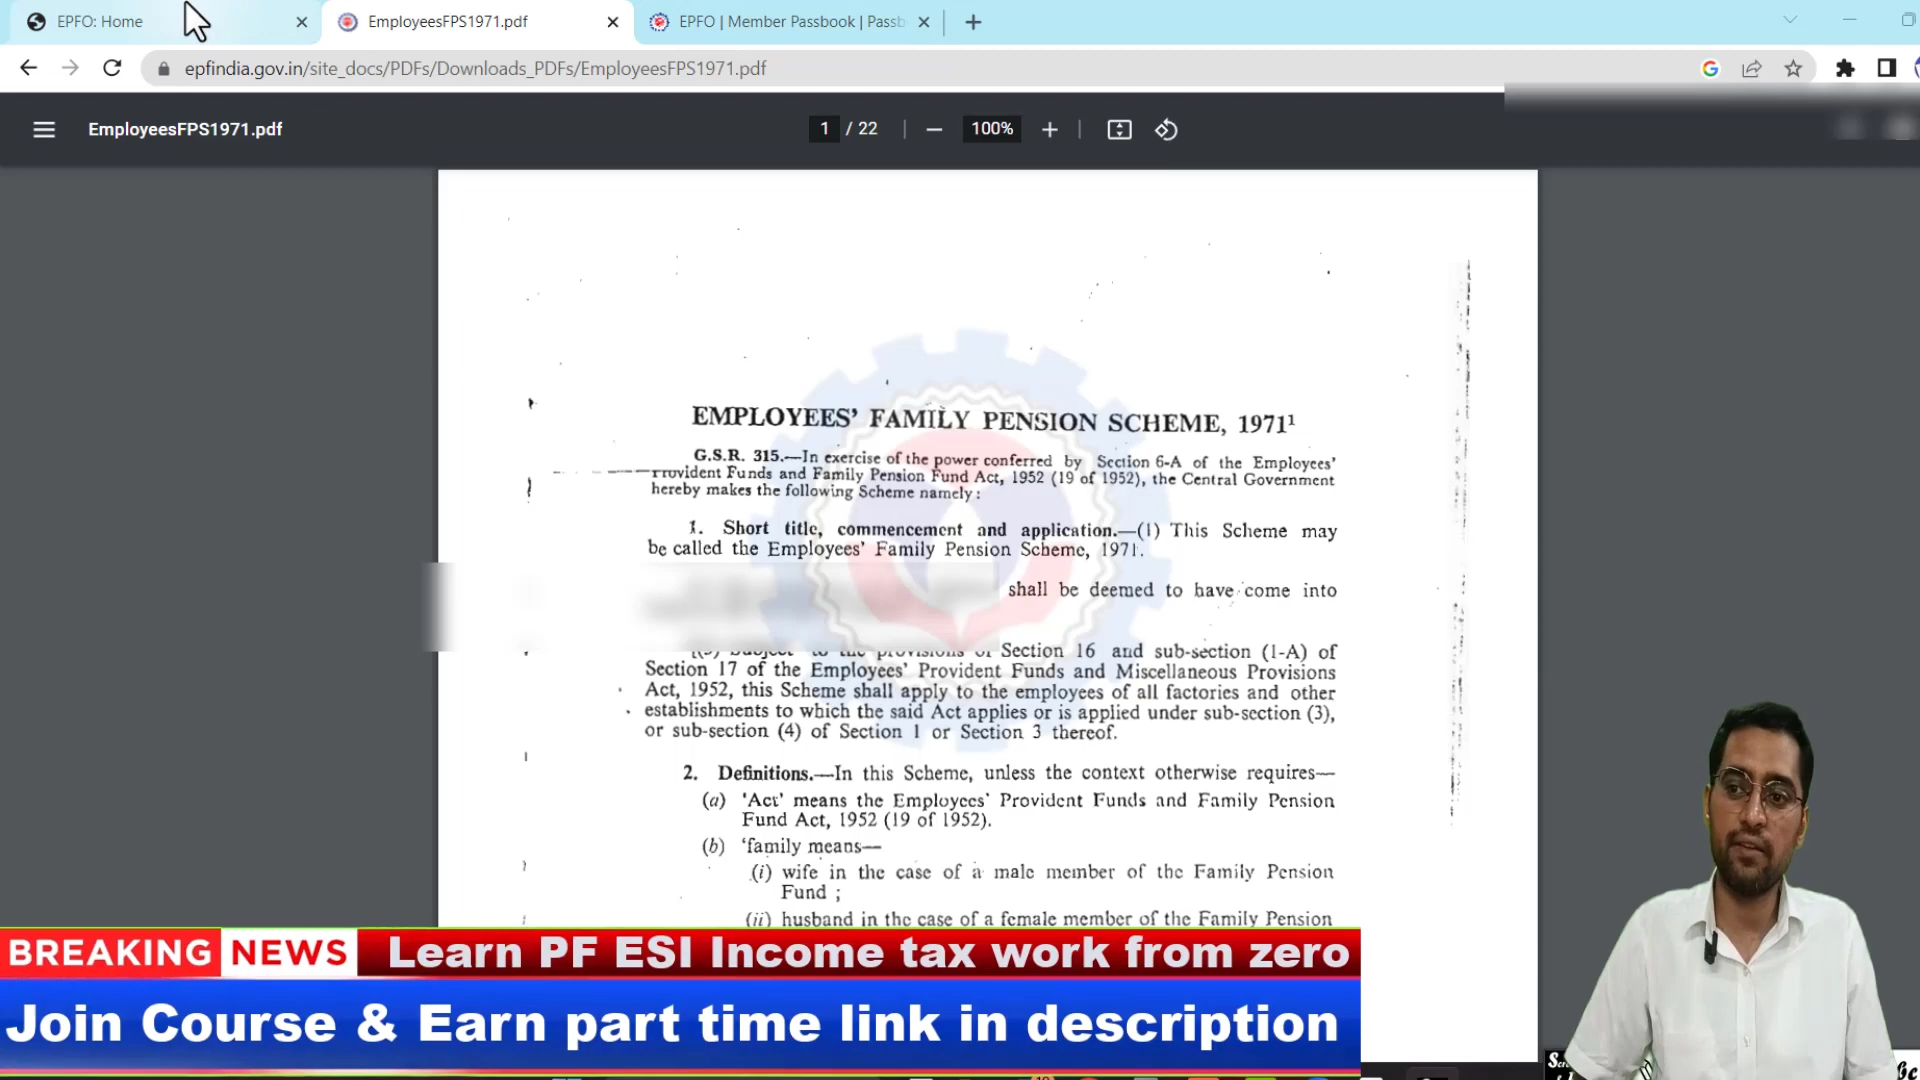 EPFO: Home
EmployeesFPS1971.pdf
EPFO | Member Passbook | Passb
epfindia.gov.in/site_docs/PDFs/Downloads_PDFs/EmployeesFPS1971.pdf
EmployeesFPS1971.pdf
1 / 22
100%
EMPLOYEES' FAMILY PENSION SCHEME, 1971¹
G.S.R. 315.—In exercise of the power conferred by Section 6-A of the Employees'
Provident Funds and Family Pension Fund Act, 1952 (19 of 1952), the Central Government
hereby makes the following Scheme namely :
1. Short title, commencement and application.—(1) This Scheme may
be called the Employees' Family Pension Scheme, 1971.
shall be deemed to have come into
[(3) Subject to the provisions of Section 16 and sub-section (1-A) of
Section 17 of the Employees' Provident Funds and Miscellaneous Provisions
Act, 1952, this Scheme shall apply to the employees of all factories and other
establishments to which the said Act applies or is applied under sub-section (3),
or sub-section (4) of Section 1 or Section 3 thereof.
2. Definitions.—In this Scheme, unless the context otherwise requires—
(a) 'Act' means the Employees' Provident Funds and Family Pension
Fund Act, 1952 (19 of 1952).
(b) 'family means—
(i) wife in the case of a male member of the Family Pension
Fund ;
(ii) husband in the case of a female member of the Family Pension
BREAKING NEWS
Learn PF ESI Income tax work from zero
Join Course & Earn part time link in description